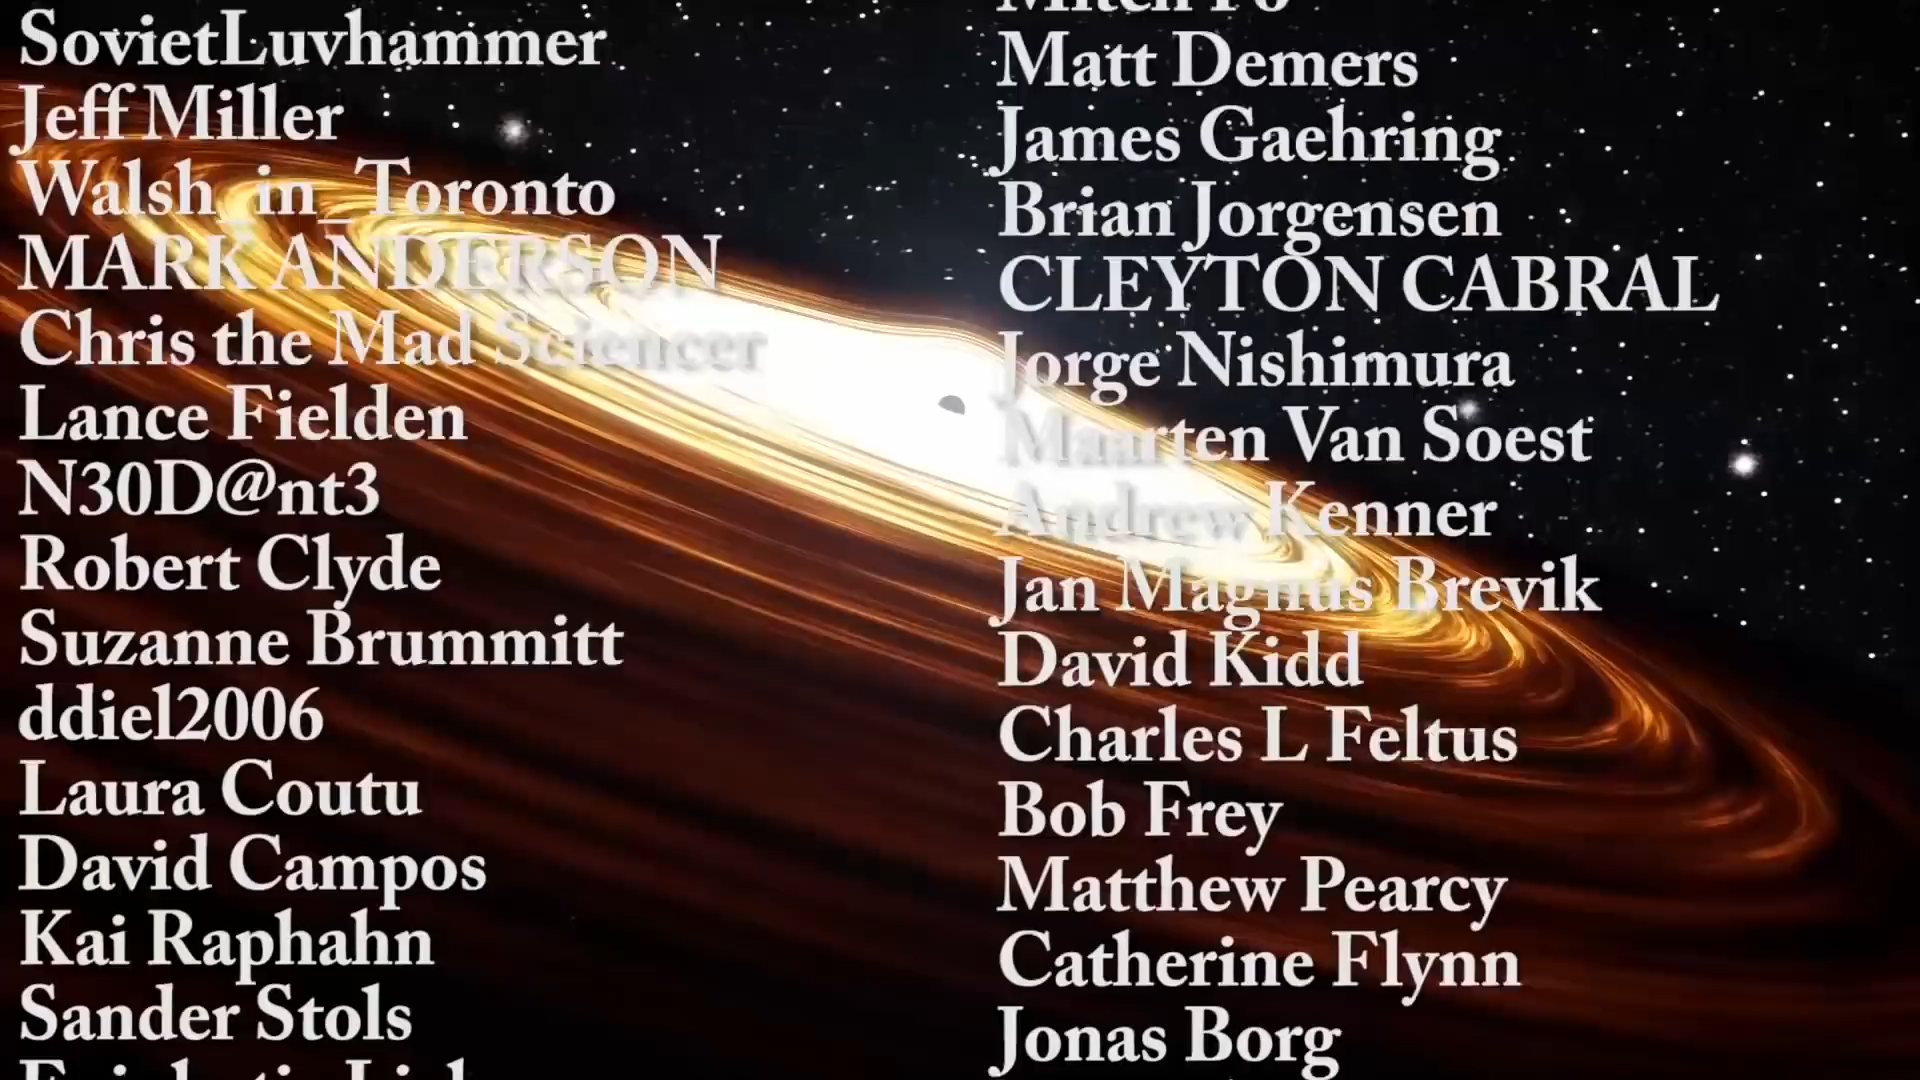 SovietLuvhammer
Jeff Miller
Walsh_in_Toronto
MARK ANDERSON
Chris the Mad Sciencer
Lance Fielden
N30D@nt3
Robert Clyde
Suzanne Brummitt
ddiel2006
Laura Coutu
David Campos
Kai Raphahn
Sander Stols
Matt Demers
James Gaehring
Brian Jorgensen
CLEYTON CABRAL
Jorge Nishimura
Maarten Van Soest
Andrew Kenner
Jan Magnus Brevik
David Kidd
Charles L Feltus
Bob Frey
Matthew Pearcy
Catherine Flynn
Jonas Borg